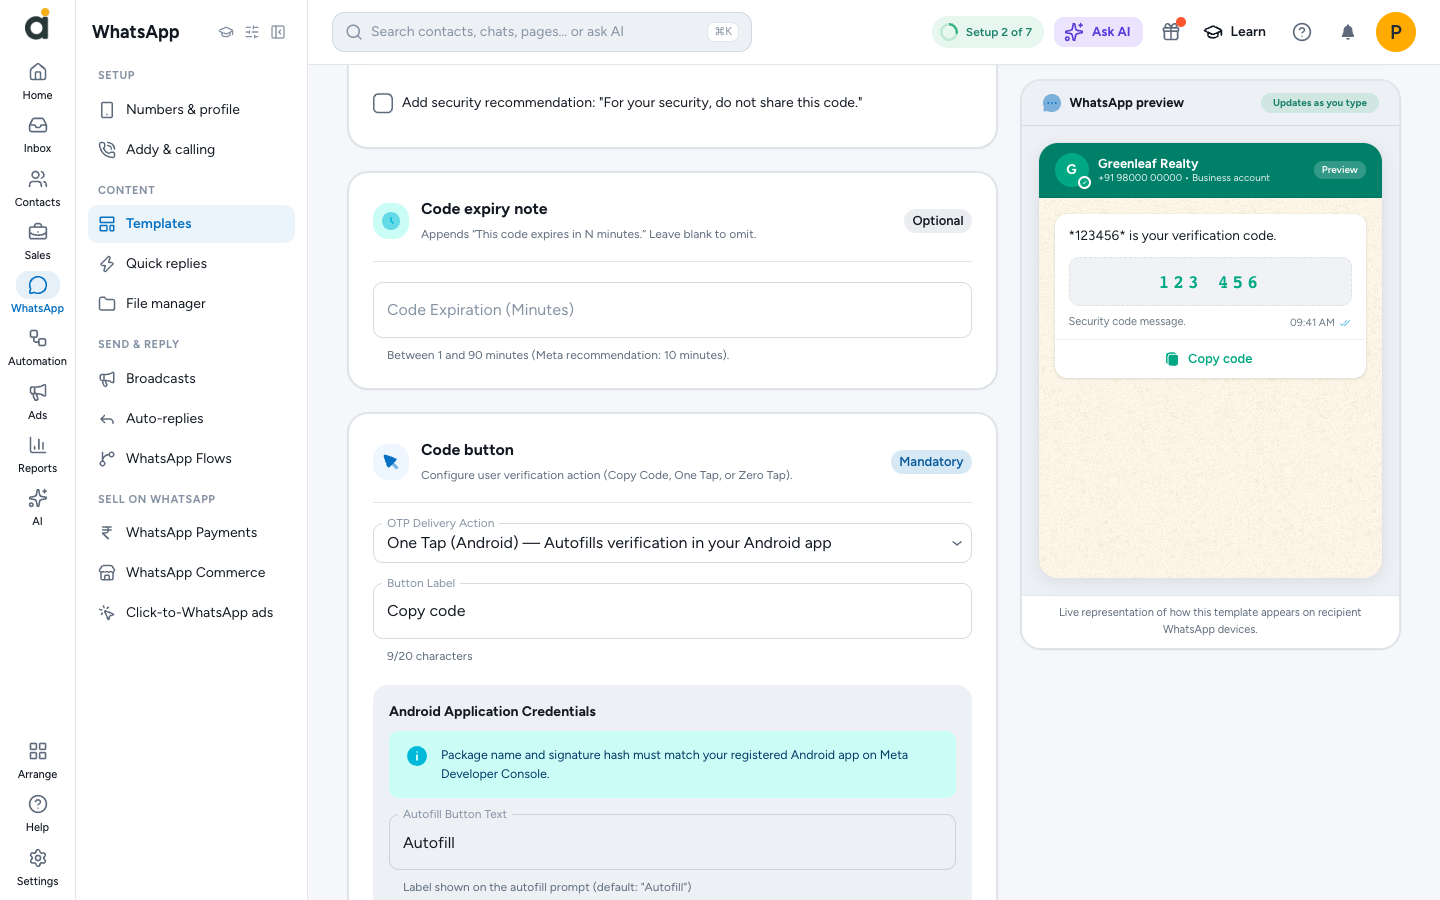 WhatsApp
Search contacts, chats, pages... or ask AI
⌘K
Setup 2 of 7
Ask AI
Learn
P
Home
Inbox
Contacts
Sales
WhatsApp
Automation
Ads
Reports
AI
Arrange
Help
Settings
SETUP
Numbers & profile
Addy & calling
CONTENT
Templates
Quick replies
File manager
SEND & REPLY
Broadcasts
Auto-replies
WhatsApp Flows
SELL ON WHATSAPP
WhatsApp Payments
WhatsApp Commerce
Click-to-WhatsApp ads
Add security recommendation: "For your security, do not share this code."
Code expiry note
Appends “This code expires in N minutes.” Leave blank to omit.
Optional
Code Expiration (Minutes)
Between 1 and 90 minutes (Meta recommendation: 10 minutes).
Code button
Configure user verification action (Copy Code, One Tap, or Zero Tap).
Mandatory
OTP Delivery Action
One Tap (Android) — Autofills verification in your Android app
Button Label
Copy code
9/20 characters
Android Application Credentials
Package name and signature hash must match your registered Android app on Meta
Developer Console.
Autofill Button Text
Autofill
Label shown on the autofill prompt (default: "Autofill")
WhatsApp preview
Updates as you type
G
Greenleaf Realty
+91 98000 00000 • Business account
Preview
*123456* is your verification code.
123 456
Security code message.
09:41 AM
Copy code
Live representation of how this template appears on recipient
WhatsApp devices.